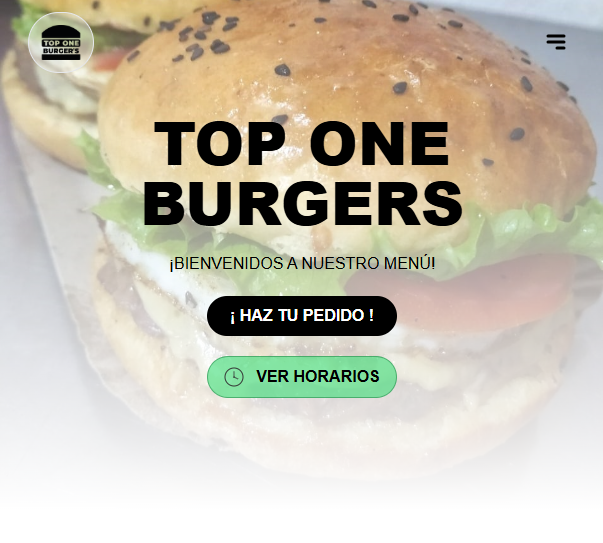 TOP ONE
BURGER'S
TOP ONE
BURGERS
¡BIENVENIDOS A NUESTRO MENÚ!
¡ HAZ TU PEDIDO !
VER HORARIOS